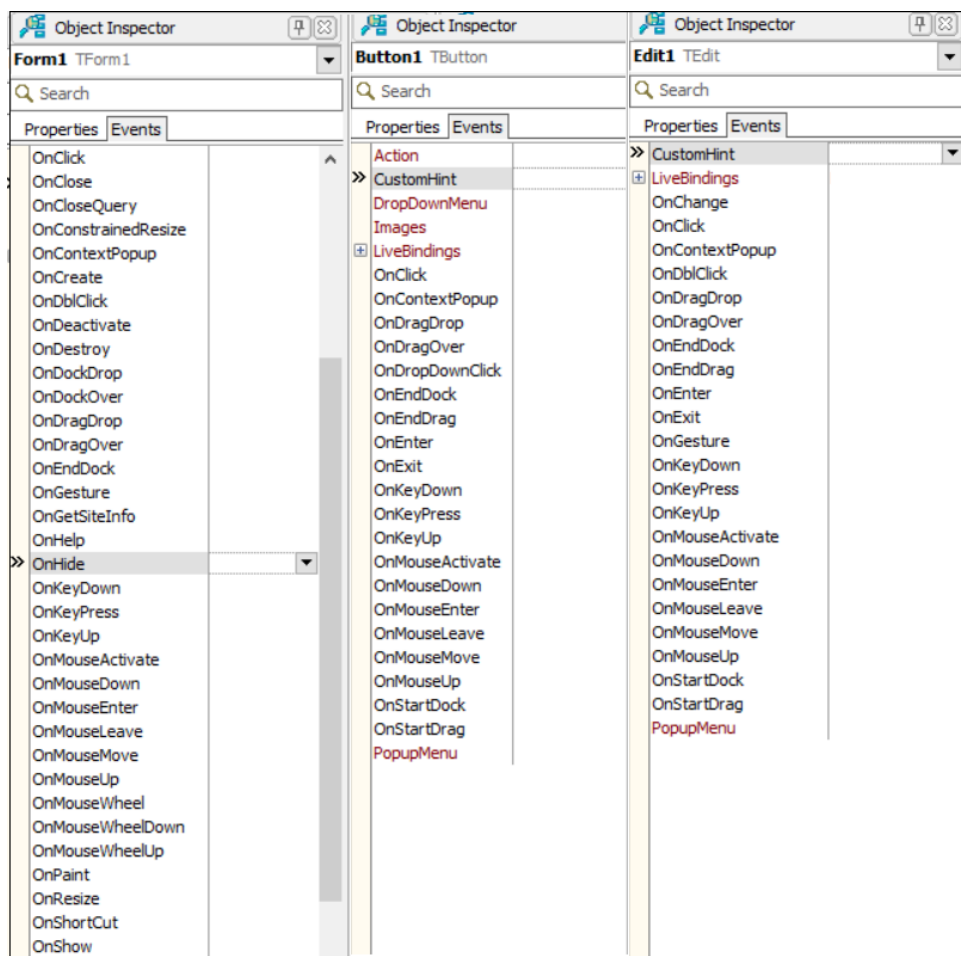 Object Inspector
Form1 TForm1
Search
Properties Events
OnClick
OnClose
OnCloseQuery
OnConstrainedResize
OnContextPopup
OnCreate
OnDblClick
OnDeactivate
OnDestroy
OnDockDrop
OnDockOver
OnDragDrop
OnDragOver
OnEndDock
OnGesture
OnGetSiteInfo
OnHelp
OnHide
OnKeyDown
OnKeyPress
OnKeyUp
OnMouseActivate
OnMouseDown
OnMouseEnter
OnMouseLeave
OnMouseMove
OnMouseUp
OnMouseWheel
OnMouseWheelDown
OnMouseWheelUp
OnPaint
OnResize
OnShortCut
OnShow
Object Inspector
Button1 TButton
Search
Properties Events
Action
CustomHint
DropDownMenu
Images
LiveBindings
OnClick
OnContextPopup
OnDragDrop
OnDragOver
OnDropDownClick
OnEndDock
OnEndDrag
OnEnter
OnExit
OnKeyDown
OnKeyPress
OnKeyUp
OnMouseActivate
OnMouseDown
OnMouseEnter
OnMouseLeave
OnMouseMove
OnMouseUp
OnStartDock
OnStartDrag
PopupMenu
Object Inspector
Edit1 TEdit
Search
Properties Events
CustomHint
LiveBindings
OnChange
OnClick
OnContextPopup
OnDblClick
OnDragDrop
OnDragOver
OnEndDock
OnEndDrag
OnEnter
OnExit
OnGesture
OnKeyDown
OnKeyPress
OnKeyUp
OnMouseActivate
OnMouseDown
OnMouseEnter
OnMouseLeave
OnMouseMove
OnMouseUp
OnStartDock
OnStartDrag
PopupMenu